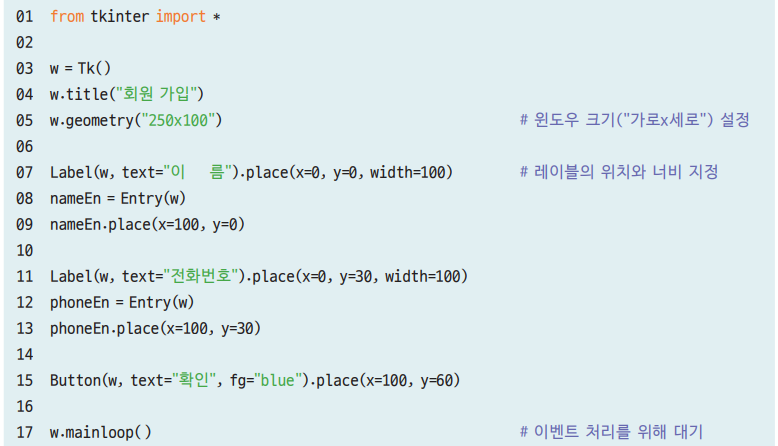 01 from tkinter import *
02
03 w = Tk()
04 w.title("회원 가입")
05 w.geometry("250x100") # 윈도우 크기("가로x세로") 설정
06
07 Label(w, text="이   름").place(x=0, y=0, width=100) # 레이블의 위치와 너비 지정
08 nameEn = Entry(w)
09 nameEn.place(x=100, y=0)
10
11 Label(w, text="전화번호").place(x=0, y=30, width=100)
12 phoneEn = Entry(w)
13 phoneEn.place(x=100, y=30)
14
15 Button(w, text="확인", fg="blue").place(x=100, y=60)
16
17 w.mainloop() # 이벤트 처리를 위해 대기